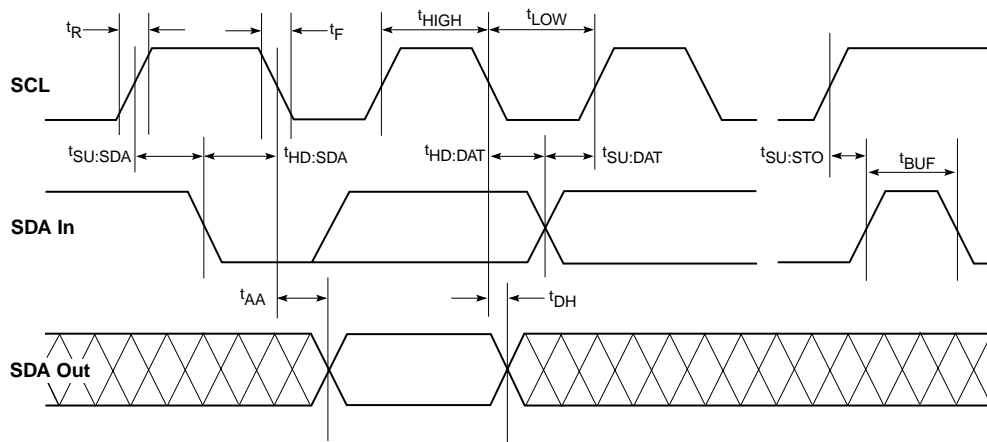 tR tF tHIGH tLOW
SCL
tSU:SDA tHD:SDA tHD:DAT tSU:DAT tSU:STO tBUF
SDA In
tAA tDH
SDA Out